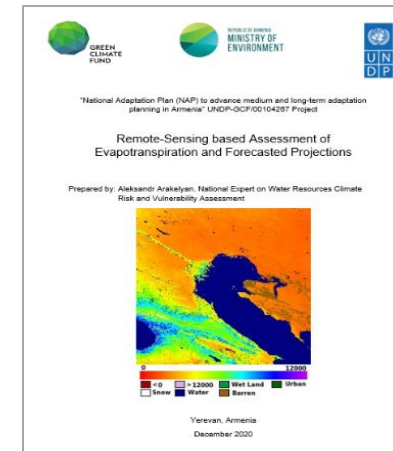 GREEN
CLIMATE
FUND
REPUBLIC OF ARMENIA
MINISTRY OF
ENVIRONMENT
U N
D P
"National Adaptation Plan (NAP) to advance medium and long-term adaptation
planning in Armenia" UNDP-GCF/00104267 Project
Remote-Sensing based Assessment of
Evapotranspiration and Forecasted Projections
Prepared by: Aleksandr Arakelyan, National Expert on Water Resources Climate
Risk and Vulnerability Assessment
0 12000
<0 >12000 Wet Land Urban
Snow Water Barren
Yerevan, Armenia
December 2020